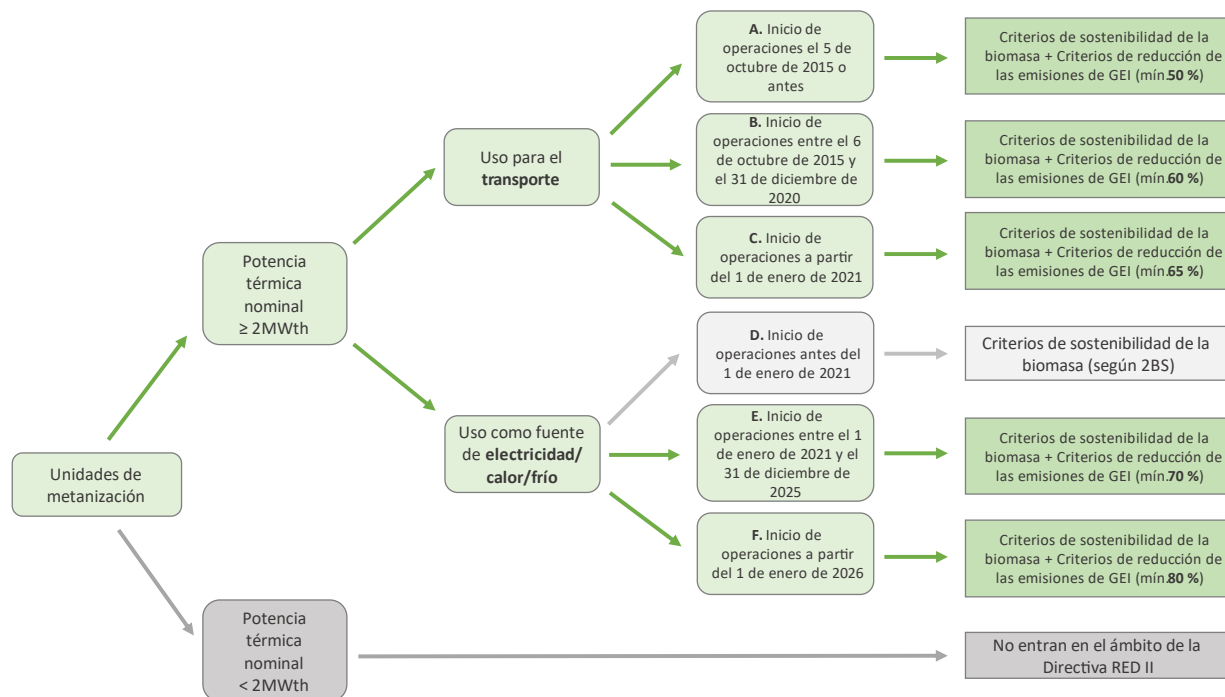 A. Inicio de
operaciones el 5 de
octubre de 2015 o
antes
Criterios de sostenibilidad de la
biomasa + Criterios de reducción de
las emisiones de GEI (mín.50 %)
Uso para el
transporte
B. Inicio de
operaciones entre el 6
de octubre de 2015 y
el 31 de diciembre de
2020
Criterios de sostenibilidad de la
biomasa + Criterios de reducción de
las emisiones de GEI (mín.60 %)
C. Inicio de
operaciones a partir
del 1 de enero de 2021
Criterios de sostenibilidad de la
biomasa + Criterios de reducción de
las emisiones de GEI (mín.65 %)
Potencia
térmica
nominal
≥ 2MWth
D. Inicio de
operaciones antes del
1 de enero de 2021
Criterios de sostenibilidad de la
biomasa (según 2BS)
Uso como fuente
de electricidad/
calor/frío
E. Inicio de
operaciones entre el 1
de enero de 2021 y el
31 de diciembre de
2025
Criterios de sostenibilidad de la
biomasa + Criterios de reducción de
las emisiones de GEI (mín.70 %)
Unidades de
metanización
F. Inicio de
operaciones a partir
del 1 de enero de 2026
Criterios de sostenibilidad de la
biomasa + Criterios de reducción de
las emisiones de GEI (mín.80 %)
Potencia
térmica
nominal
< 2MWth
No entran en el ámbito de la
Directiva RED II